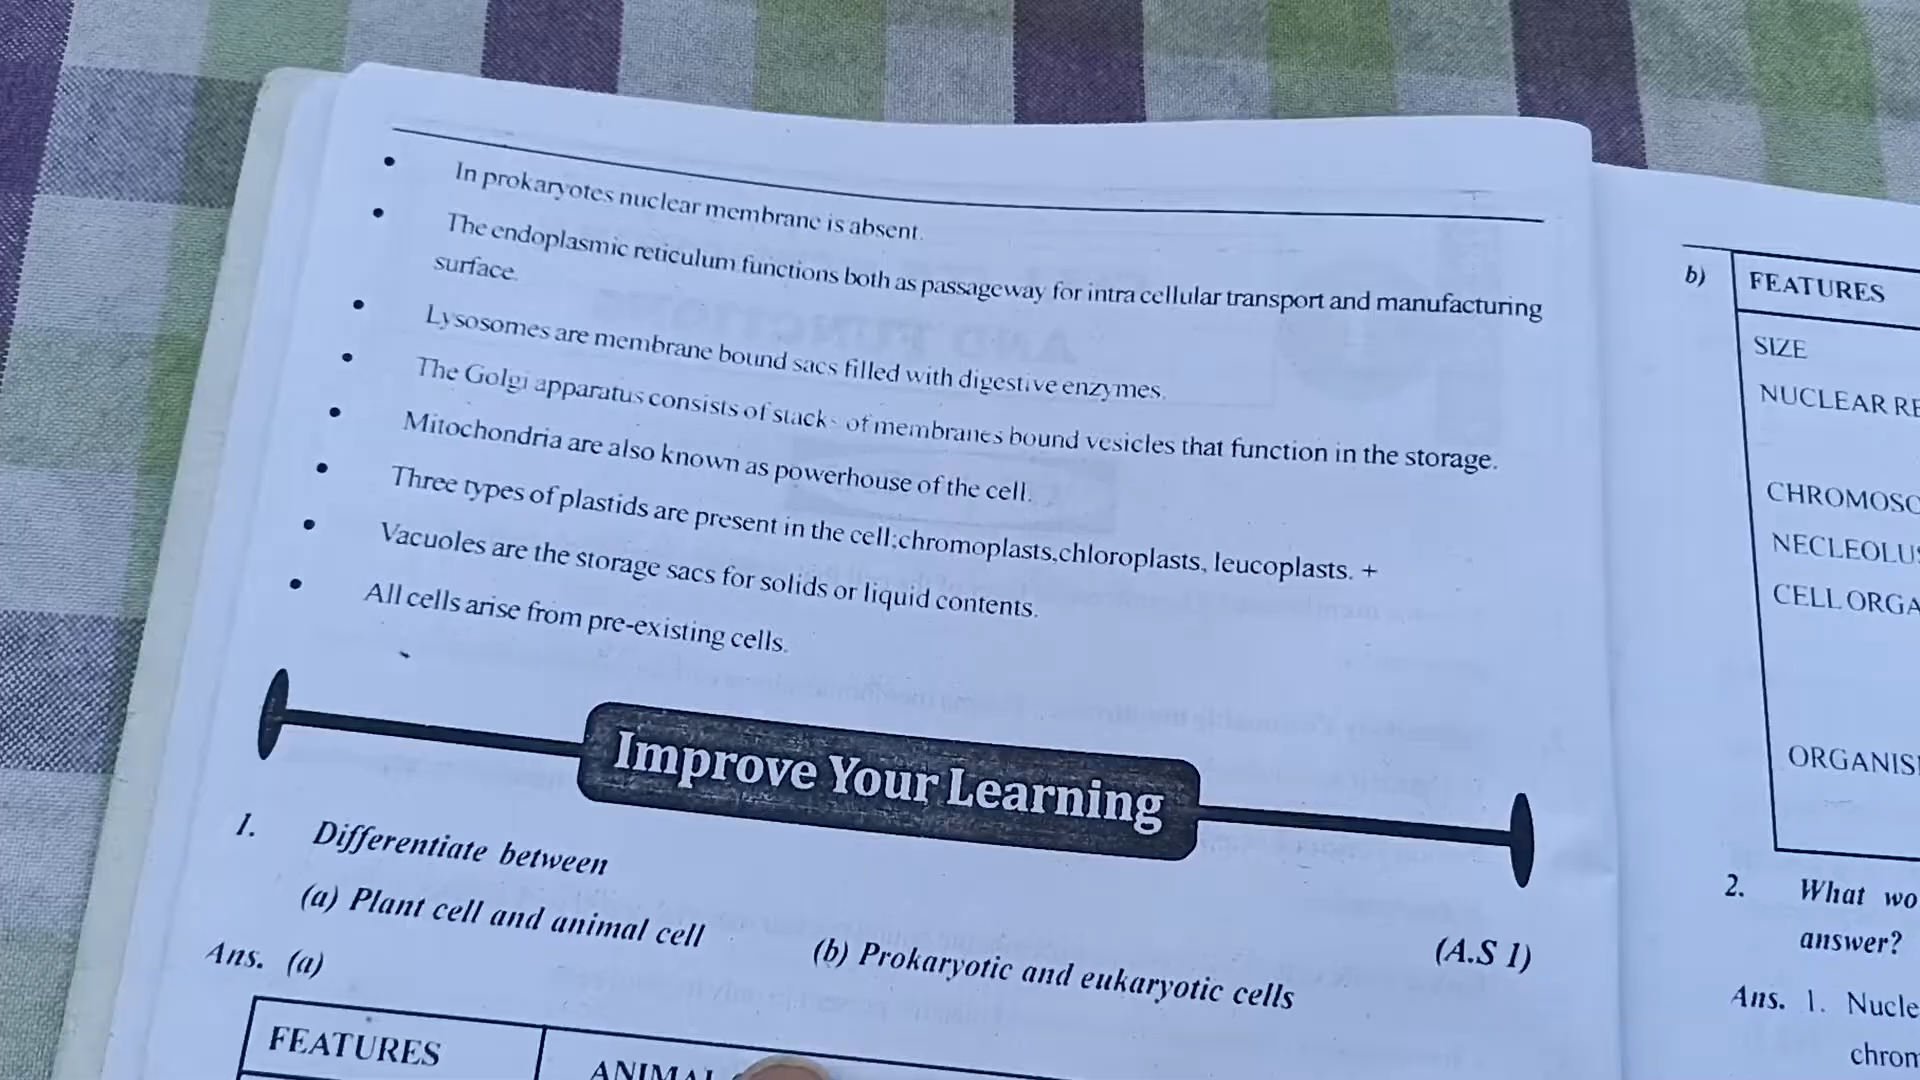 In prokaryotes nuclear membrane is absent.
The endoplasmic reticulum functions both as passageway for intra cellular transport and manufacturing
surface.
Lysosomes are membrane bound sacs filled with digestive enzymes.
The Golgi apparatus consists of stacks of membranes bound vesicles that function in the storage.
Mitochondria are also known as powerhouse of the cell.
Three types of plastids are present in the cell;chromoplasts,chloroplasts, leucoplasts. +
Vacuoles are the storage sacs for solids or liquid contents.
All cells arise from pre-existing cells.
Improve Your Learning
1. Differentiate between
(a) Plant cell and animal cell (b) Prokaryotic and eukaryotic cells (A.S 1)
Ans. (a)
FEATURES
b) FEATURES
SIZE
NUCLEAR
CELL
2. What
answer?
Ans. 1.